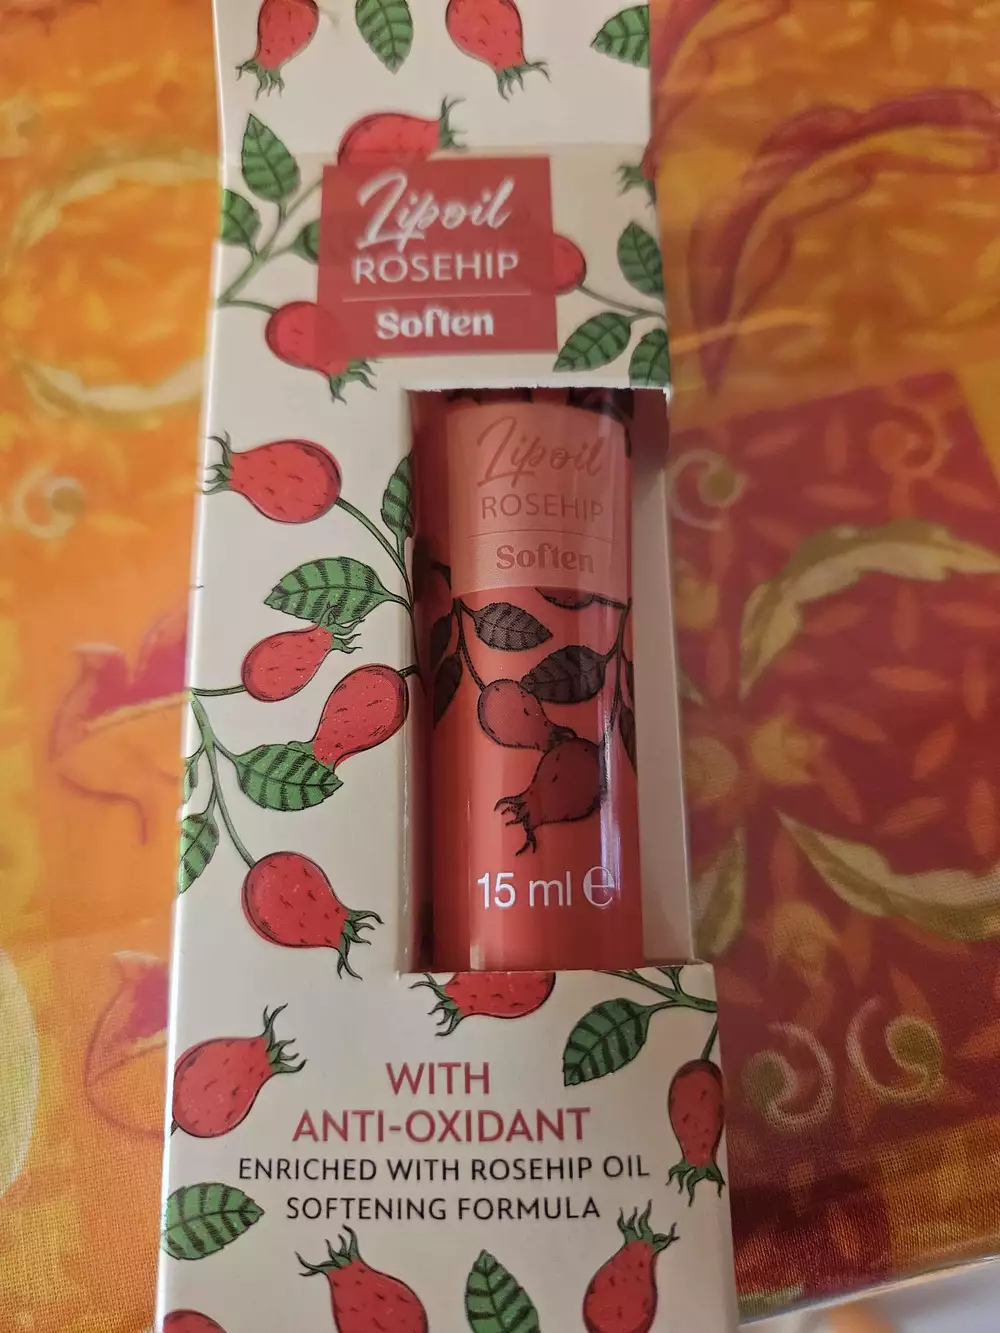 Lipoil
ROSEHIP
Soften
Lipoil
ROSEHIP
Soften
15 ml ℮
WITH
ANTI-OXIDANT
ENRICHED WITH ROSEHIP OIL
SOFTENING FORMULA